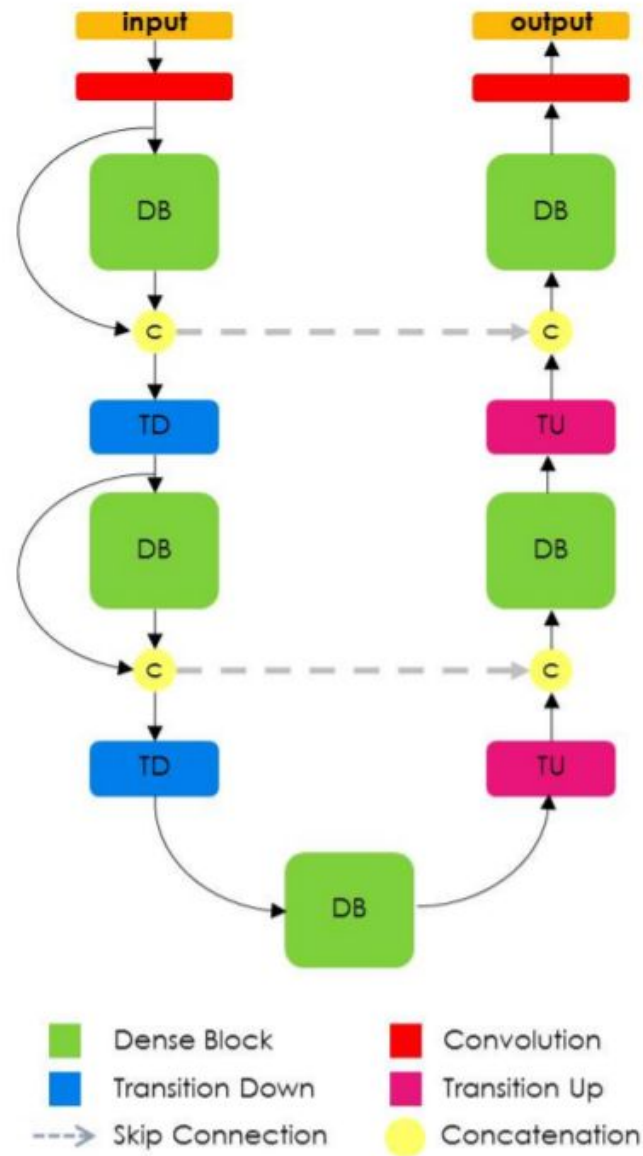 input
output
DB
DB
C
C
TD
TU
DB
DB
C
C
TD
TU
DB
Dense Block
Convolution
Transition Down
Transition Up
Skip Connection
Concatenation